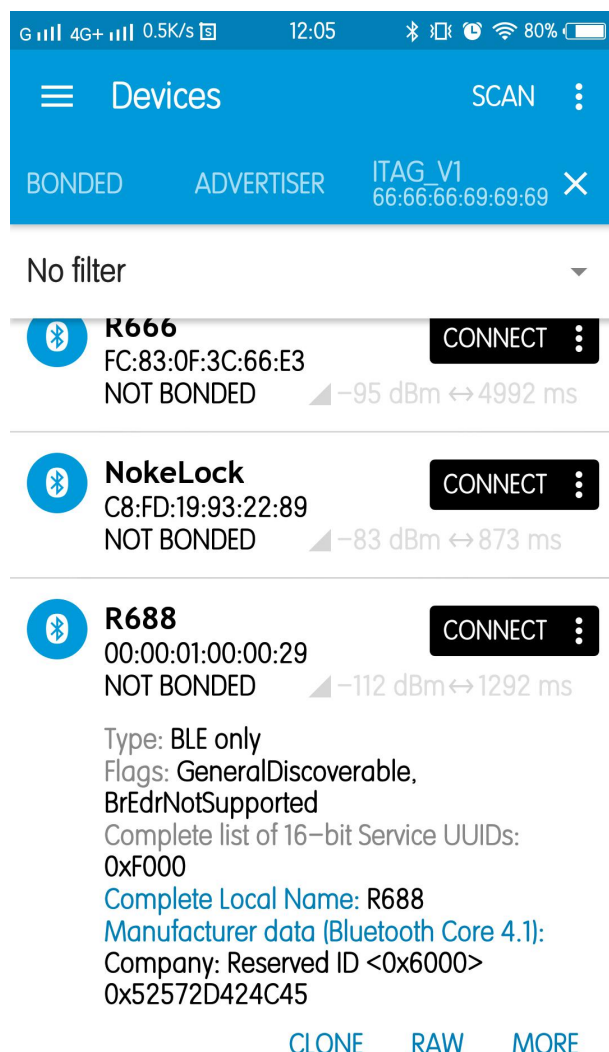 G 4G+ 0.5K/s S 12:05 80%
Devices SCAN
BONDED ADVERTISER ITAG_V1
66:66:66:69:69:69
No filter
R666 CONNECT
FC:83:0F:3C:66:E3
NOT BONDED −95 dBm ↔ 4992 ms
NokeLock CONNECT
C8:FD:19:93:22:89
NOT BONDED −83 dBm ↔ 873 ms
R688 CONNECT
00:00:01:00:00:29
NOT BONDED −112 dBm ↔ 1292 ms
Type: BLE only
Flags: GeneralDiscoverable,
BrEdrNotSupported
Complete list of 16−bit Service UUIDs:
0xF000
Complete Local Name: R688
Manufacturer data (Bluetooth Core 4.1):
Company: Reserved ID <0x6000>
0x52572D424C45
CLONE RAW MORE